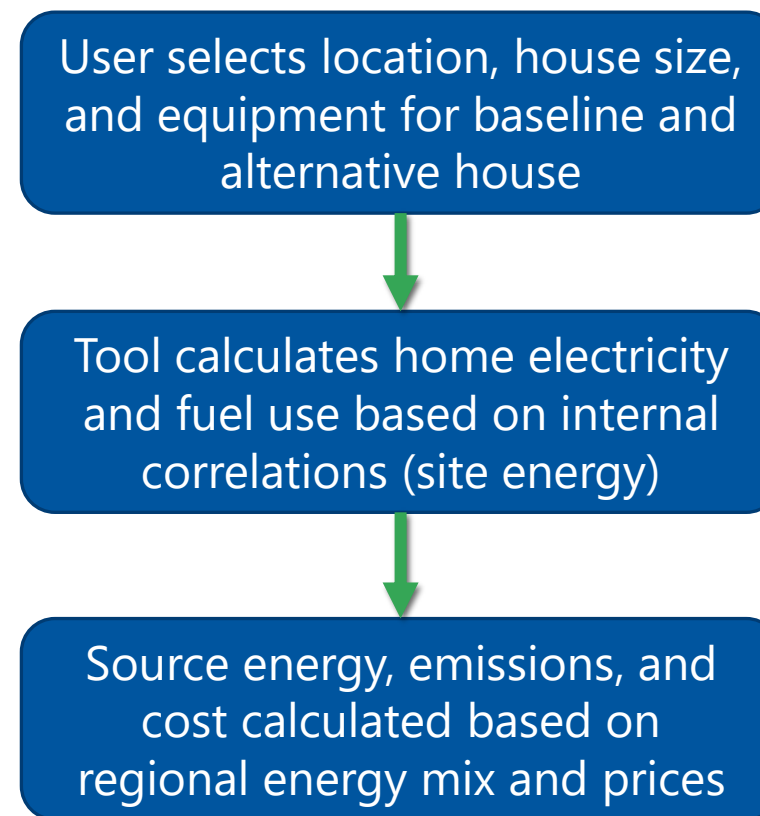 User selects location, house size,
and equipment for baseline and
alternative house
Tool calculates home electricity
and fuel use based on internal
correlations (site energy)
Source energy, emissions, and
cost calculated based on
regional energy mix and prices